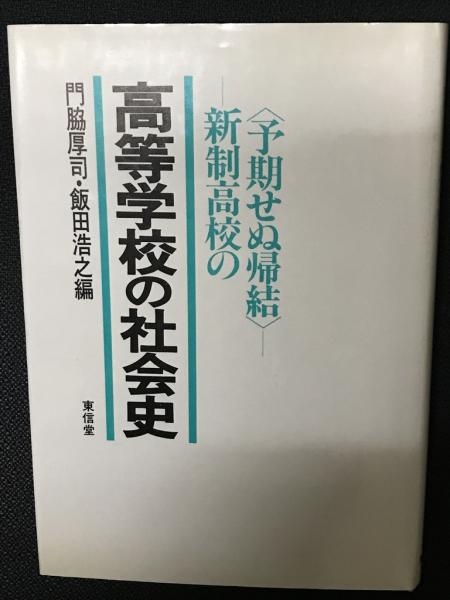 ―新制高校の
〈予期せぬ帰結〉―
高等学校の社会史
門脇厚司・飯田浩之編
東信堂